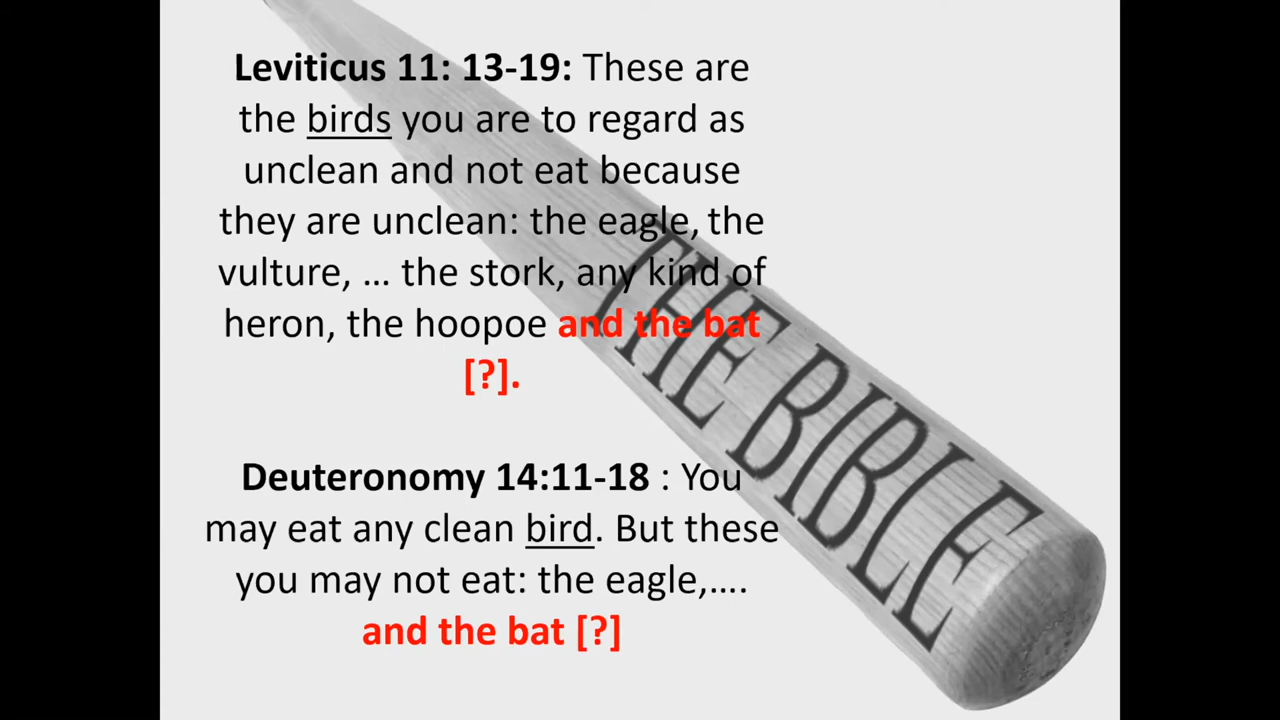 Leviticus 11: 13-19: These are
the birds you are to regard as
unclean and not eat because
they are unclean: the eagle, the
vulture, ... the stork, any kind of
heron, the hoopoe and the bat
[?].
Deuteronomy 14:11-18 : You
may eat any clean bird. But these
you may not eat: the eagle,....
and the bat [?]
THE BIBLE